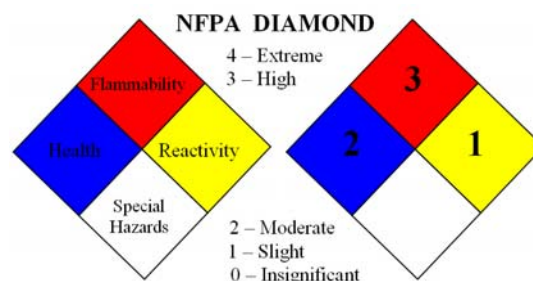 NFPA DIAMOND
4 – Extreme
3 – High
Flammability
Health
Reactivity
Special
Hazards
3
2
1
2 – Moderate
1 – Slight
0 – Insignificant